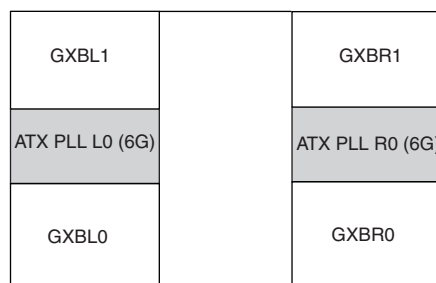 GXBL1
GXBR1
ATX PLL L0 (6G)
ATX PLL R0 (6G)
GXBL0
GXBR0